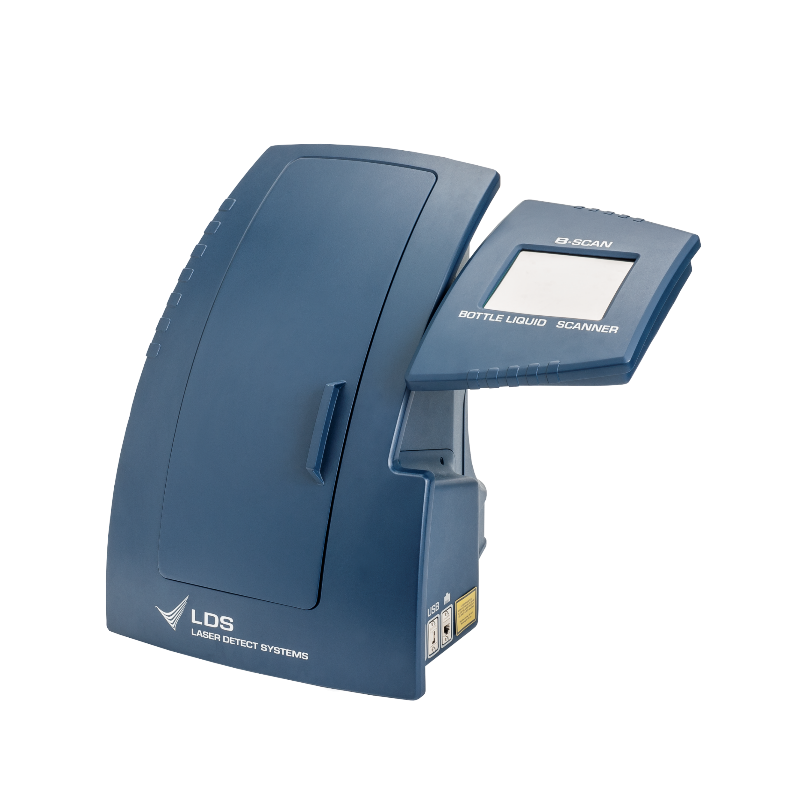 B-SCAN
BOTTLE LIQUID SCANNER
USB
LDS
LASER DETECT SYSTEMS